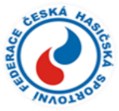 ČESKÁ HASIČSKÁ
SPORTOVNÍ FEDERACE